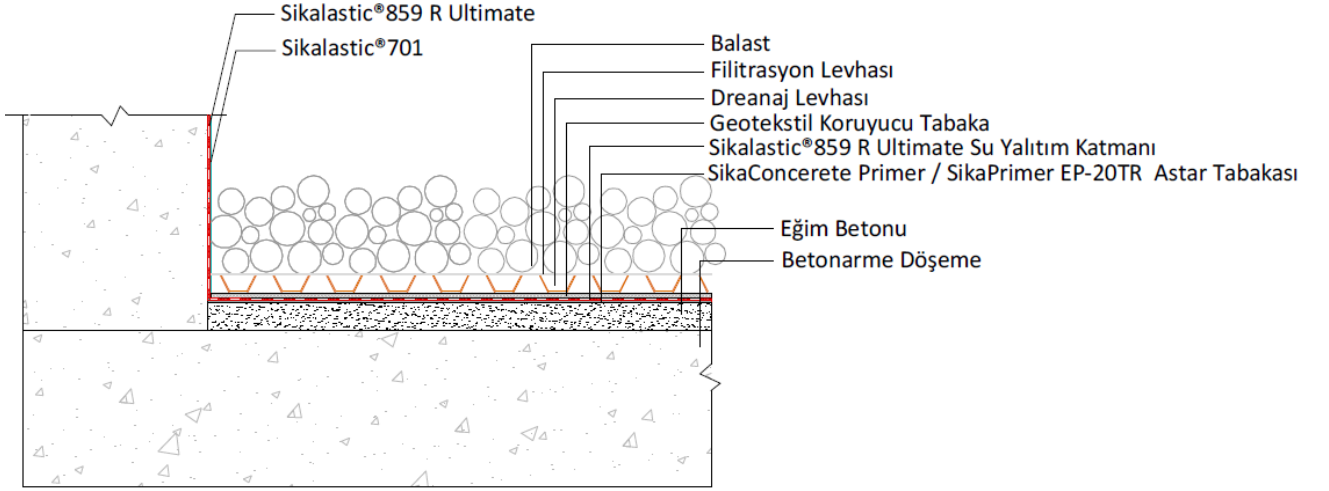 Sikalastic®859 R Ultimate
Sikalastic®701
Balast
Filitrasyon Levhası
Dreanaj Levhası
Geotekstil Koruyucu Tabaka
Sikalastic®859 R Ultimate Su Yalıtım Katmanı
SikaConcerete Primer / SikaPrimer EP-20TR Astar Tabakası
Eğim Betonu
Betonarme Döşeme